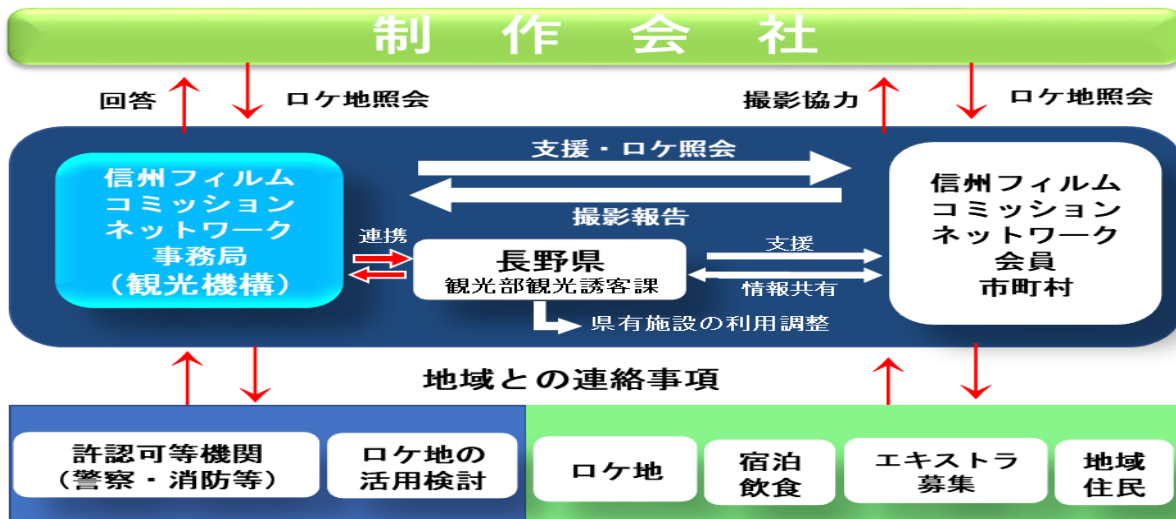 制作会社
回答
ロケ地照会
撮影協力
ロケ地照会
支援・ロケ照会
撮影報告
信州フィルム
コミッション
ネットワーク
事務局
（観光機構）
連携
長野県
観光部観光誘客課
支援
情報共有
県有施設の利用調整
信州フィルム
コミッション
ネットワーク
会員
市町村
地域との連絡事項
許認可等機関
（警察・消防等）
ロケ地の
活用検討
ロケ地
宿泊
飲食
エキストラ
募集
地域
住民